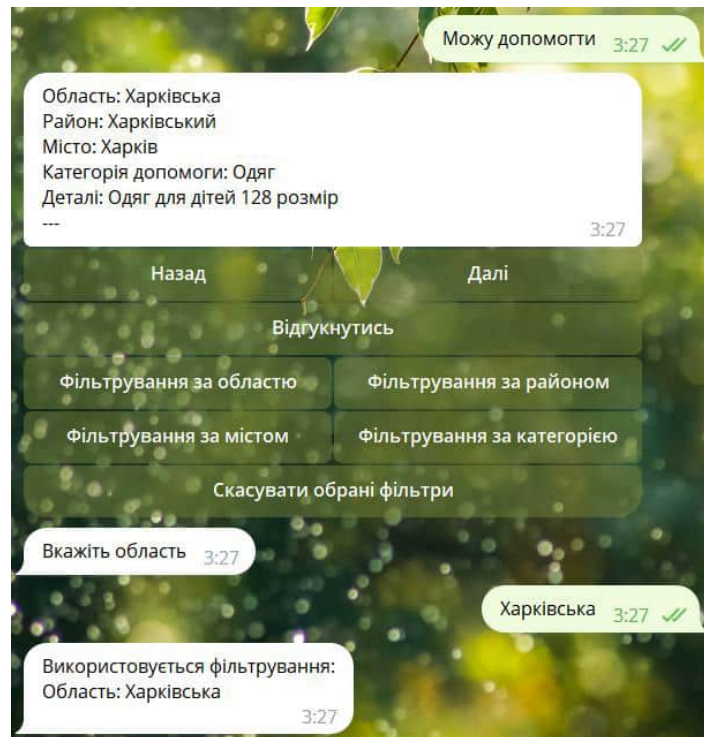 Можу допомогти 3:27
Область: Харківська
Район: Харківський
Місто: Харків
Категорія допомоги: Одяг
Деталі: Одяг для дітей 128 розмір
---
3:27
Назад Далі
Відгукнутись
Фільтрування за областю Фільтрування за районом
Фільтрування за містом Фільтрування за категорією
Скасувати обрані фільтри
Вкажіть область 3:27
Харківська 3:27
Використовується фільтрування:
Область: Харківська
3:27